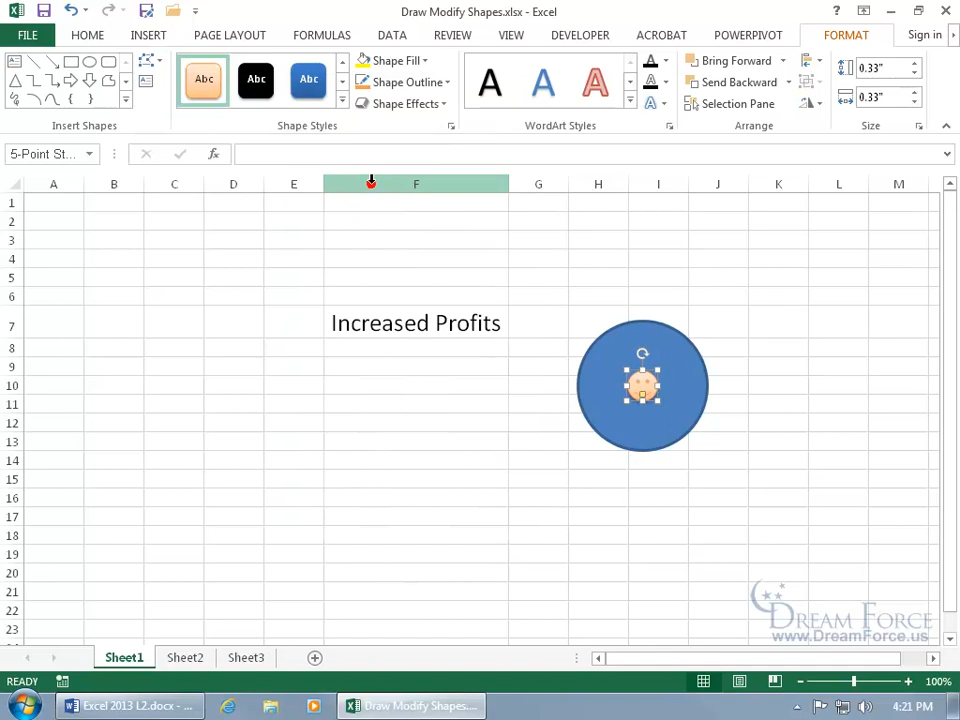 Draw Modify Shapes.xlsx - Excel
FILE HOME INSERT PAGE LAYOUT FORMULAS DATA REVIEW VIEW DEVELOPER ACROBAT POWERPIVOT FORMAT Sign in
Abc Abc Abc
Shape Fill
Shape Outline
Shape Effects
A A A
Bring Forward
Send Backward
Selection Pane
0.33"
0.33"
Insert Shapes Shape Styles WordArt Styles Arrange Size
5-Point St...
fx
A B C D E F G H I J K L M
1
2
3
4
5
6
7
Increased Profits
8
9
10
11
12
13
14
15
16
17
18
19
20
21
22
23
DREAM FORCE
www.DreamForce.us
Sheet1 Sheet2 Sheet3
READY 100%
Excel 2013 L2.docx - ... Draw Modify Shapes.... 4:21 PM